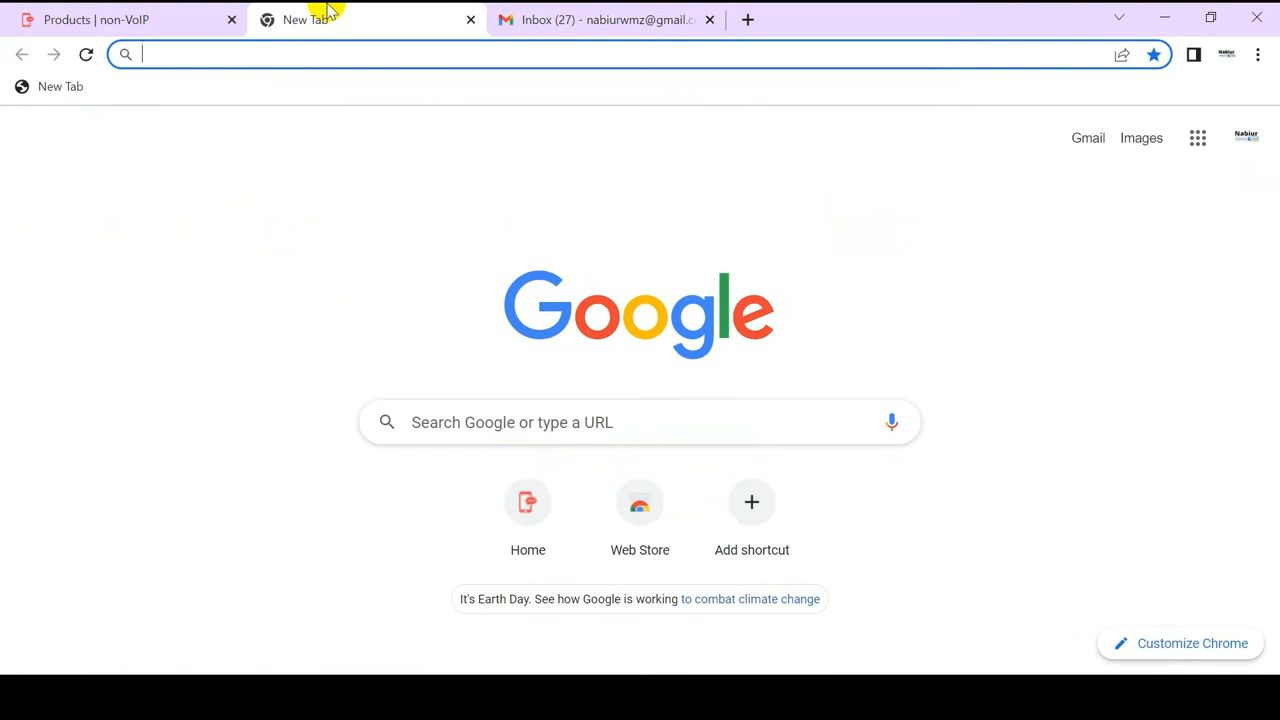 Products | non-VoIP
New Tab
Inbox (27) - nabiurwmz@gmail.c
New Tab
Gmail
Images
Nabiur
Google
Search Google or type a URL
Home
Web Store
Add shortcut
It's Earth Day. See how Google is working to combat climate change
Customize Chrome